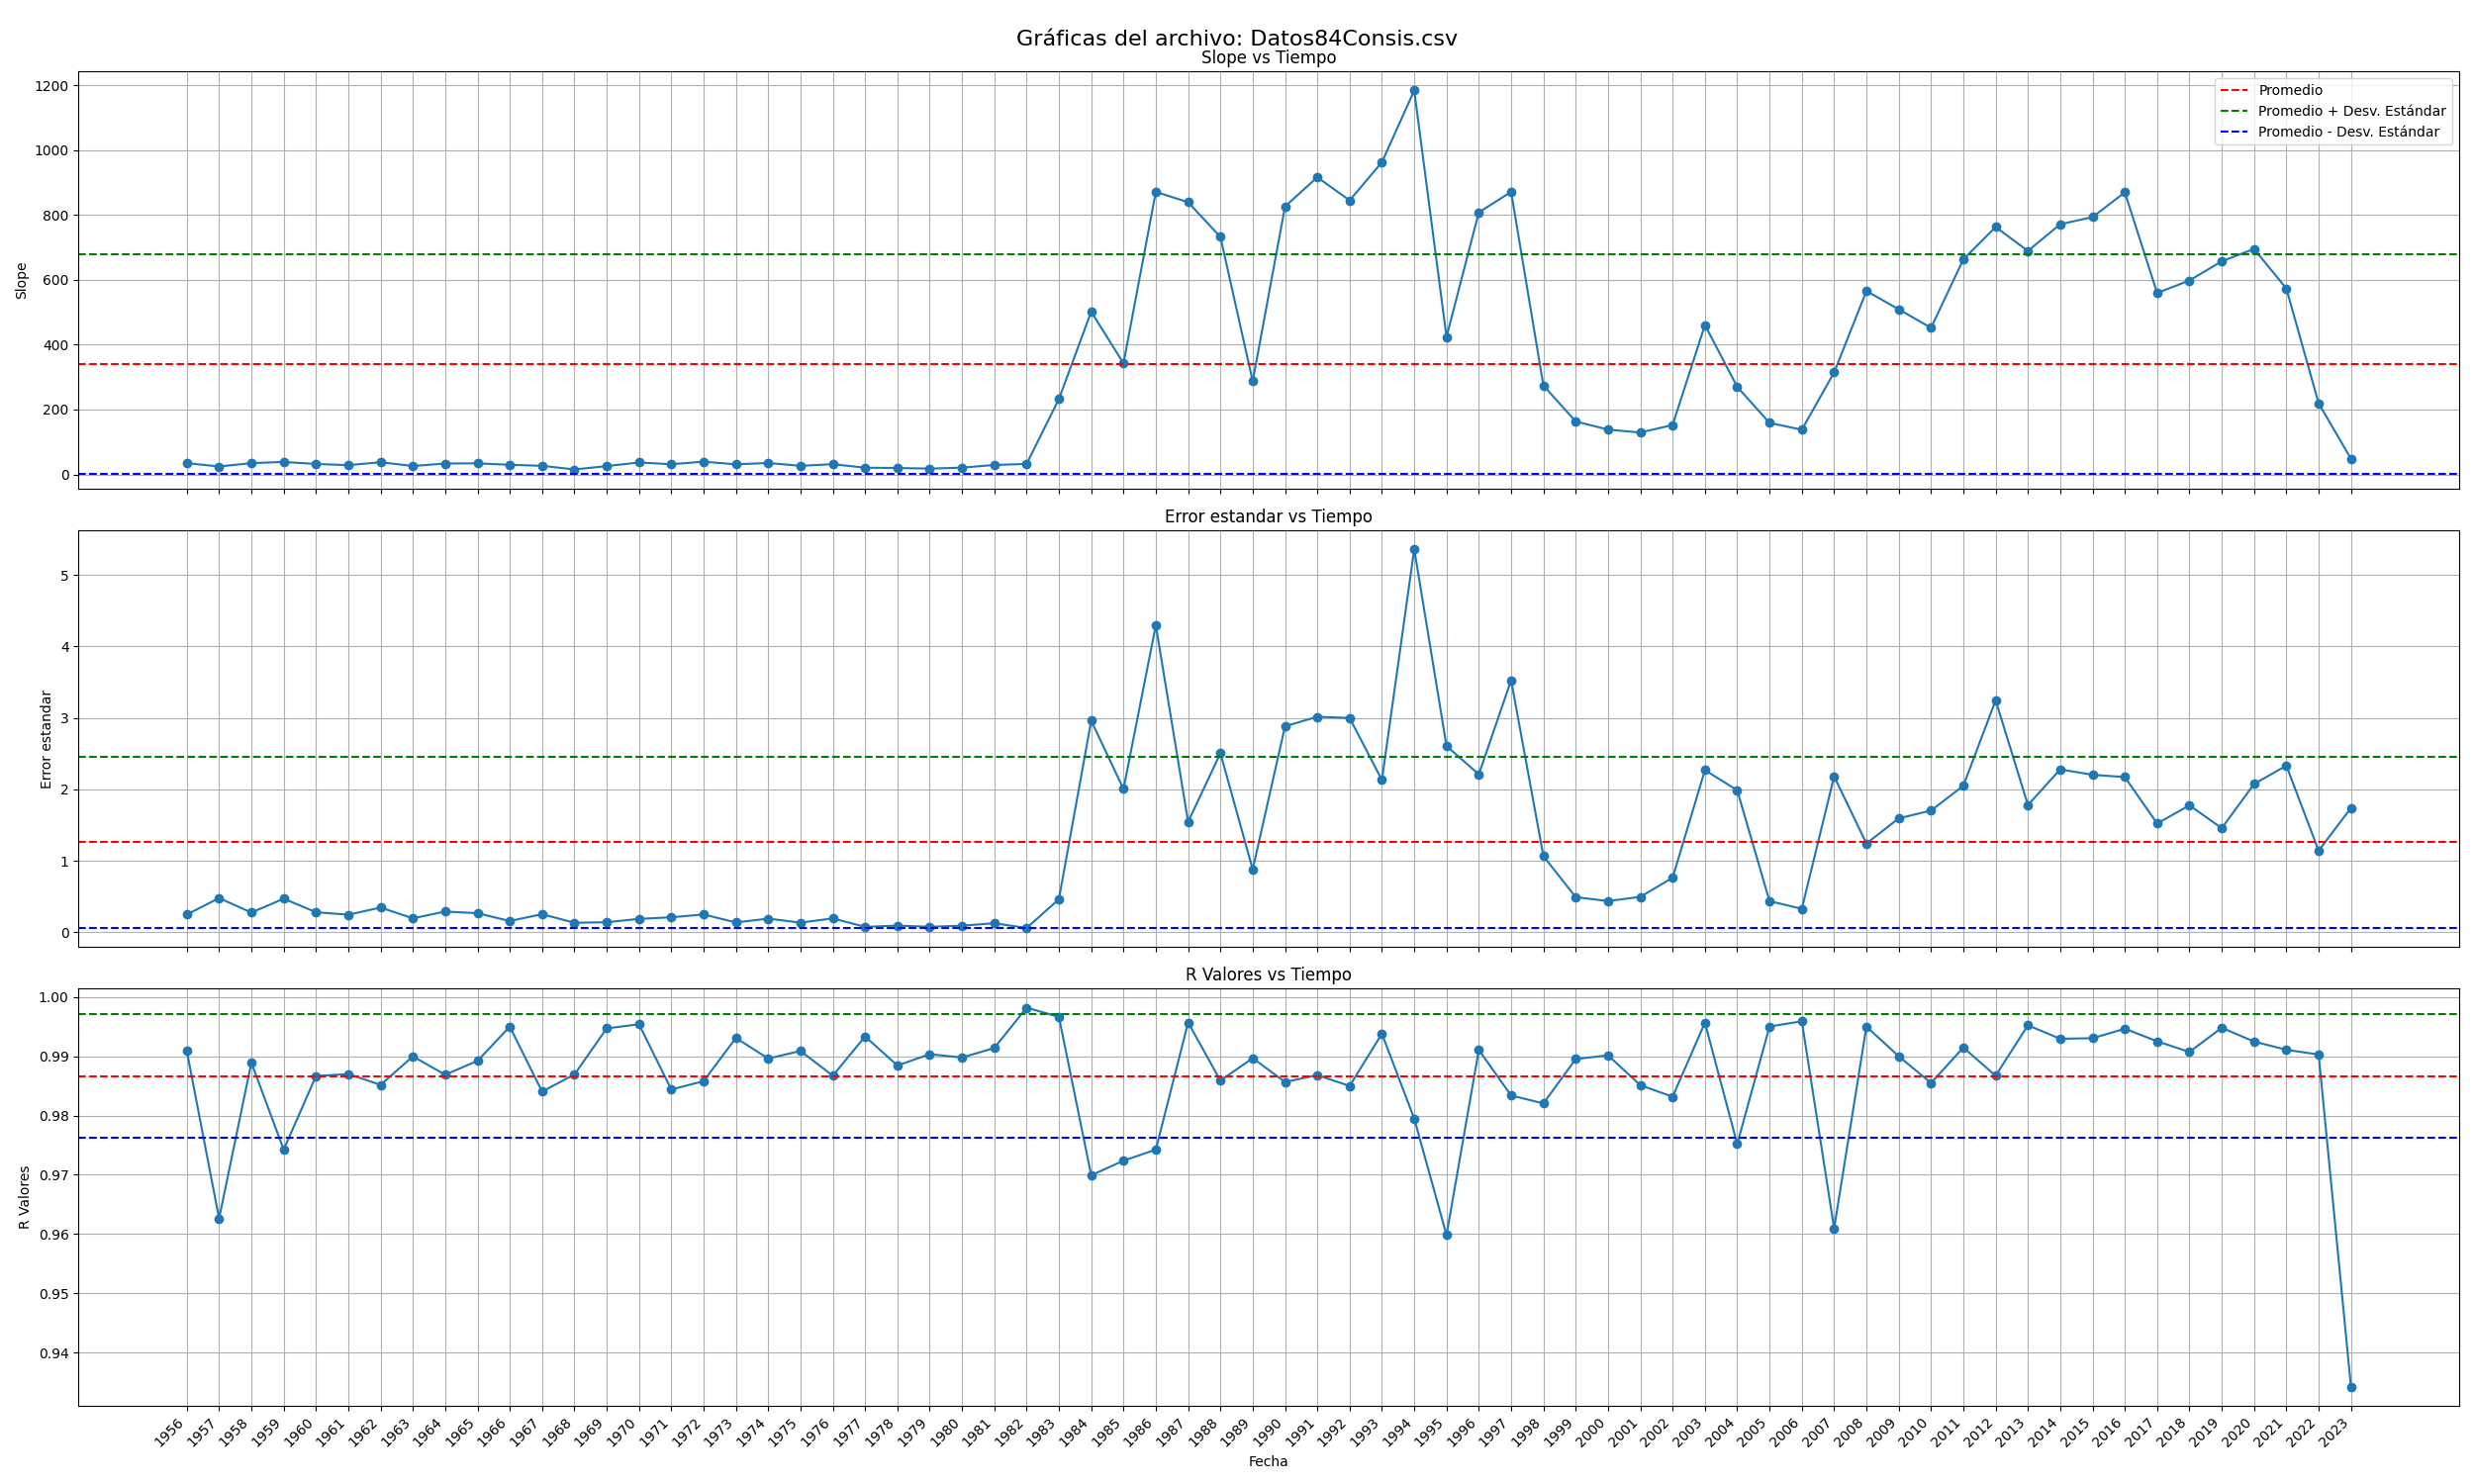 Gráficas del archivo: Datos84Consis.csv
Slope vs Tiempo
1200
1000
800
600
400
200
0
Slope
Promedio
Promedio + Desv. Estándar
Promedio - Desv. Estándar
Error estandar vs Tiempo
5
4
3
2
1
0
Error estandar
R Valores vs Tiempo
1.00
0.99
0.98
0.97
0.96
0.95
0.94
R Valores
1956 1957 1958 1959 1960 1961 1962 1963 1964 1965 1966 1967 1968 1969 1970 1971 1972 1973 1974 1975 1976 1977 1978 1979 1980 1981 1982 1983 1984 1985 1986 1987 1988 1989 1990 1991 1992 1993 1994 1995 1996 1997 1998 1999 2000 2001 2002 2003 2004 2005 2006 2007 2008 2009 2010 2011 2012 2013 2014 2015 2016 2017 2018 2019 2020 2021 2022 2023
Fecha